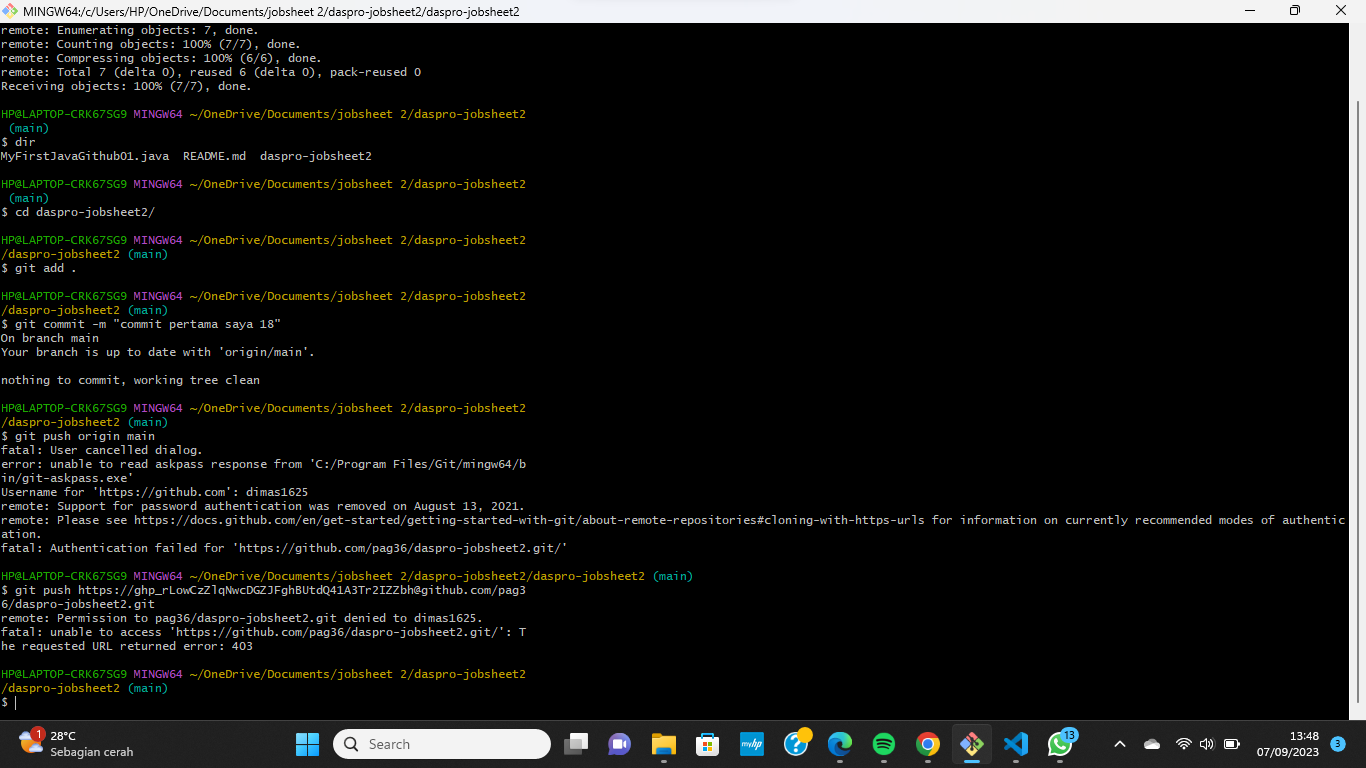 MINGW64:/c/Users/HP/OneDrive/Documents/jobsheet 2/daspro-jobsheet2/daspro-jobsheet2
remote: Enumerating objects: 7, done.
remote: Counting objects: 100% (7/7), done.
remote: Compressing objects: 100% (6/6), done.
remote: Total 7 (delta 0), reused 6 (delta 0), pack-reused 0
Receiving objects: 100% (7/7), done.
HP@LAPTOP-CRK67SG9 MINGW64 ~/OneDrive/Documents/jobsheet 2/daspro-jobsheet2
(main)
$ dir
MyFirstJavaGithub01.java  README.md  daspro-jobsheet2
HP@LAPTOP-CRK67SG9 MINGW64 ~/OneDrive/Documents/jobsheet 2/daspro-jobsheet2
(main)
$ cd daspro-jobsheet2/
HP@LAPTOP-CRK67SG9 MINGW64 ~/OneDrive/Documents/jobsheet 2/daspro-jobsheet2
/daspro-jobsheet2 (main)
$ git add .
HP@LAPTOP-CRK67SG9 MINGW64 ~/OneDrive/Documents/jobsheet 2/daspro-jobsheet2
/daspro-jobsheet2 (main)
$ git commit -m "commit pertama saya 18"
On branch main
Your branch is up to date with 'origin/main'.
nothing to commit, working tree clean
HP@LAPTOP-CRK67SG9 MINGW64 ~/OneDrive/Documents/jobsheet 2/daspro-jobsheet2
/daspro-jobsheet2 (main)
$ git push origin main
fatal: User cancelled dialog.
error: unable to read askpass response from 'C:/Program Files/Git/mingw64/b
in/git-askpass.exe'
Username for 'https://github.com': dimas1625
remote: Support for password authentication was removed on August 13, 2021.
remote: Please see https://docs.github.com/en/get-started/getting-started-with-git/about-remote-repositories#cloning-with-https-urls for information on currently recommended modes of authentic
ation.
fatal: Authentication failed for 'https://github.com/pag36/daspro-jobsheet2.git/'
HP@LAPTOP-CRK67SG9 MINGW64 ~/OneDrive/Documents/jobsheet 2/daspro-jobsheet2/daspro-jobsheet2 (main)
$ git push https://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@github.com/pag3
6/daspro-jobsheet2.git
remote: Permission to pag36/daspro-jobsheet2.git denied to dimas1625.
fatal: unable to access 'https://github.com/pag36/daspro-jobsheet2.git/': T
he requested URL returned error: 403
HP@LAPTOP-CRK67SG9 MINGW64 ~/OneDrive/Documents/jobsheet 2/daspro-jobsheet2
/daspro-jobsheet2 (main)
$
1
28°C
Sebagian cerah
Search
myhp
13
13:48
07/09/2023
3